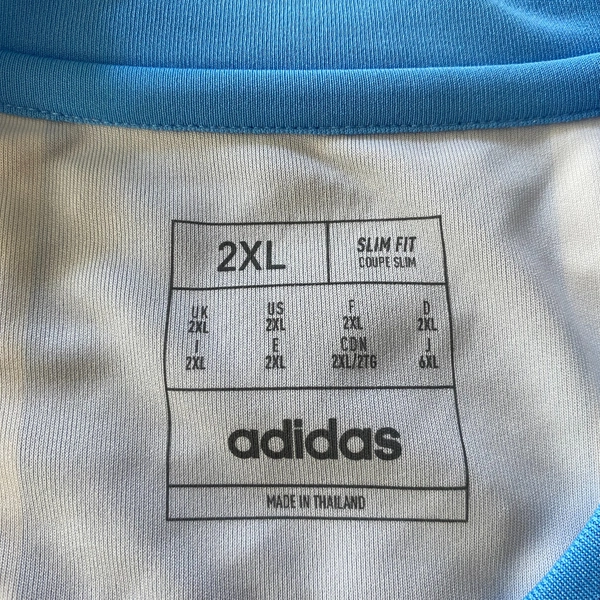 2XL
SLIM FIT
COUPE SLIM
UK US F D
2XL 2XL 2XL 2XL
I E CDN J
2XL 2XL 2XL/2TG 6XL
adidas
MADE IN THAILAND